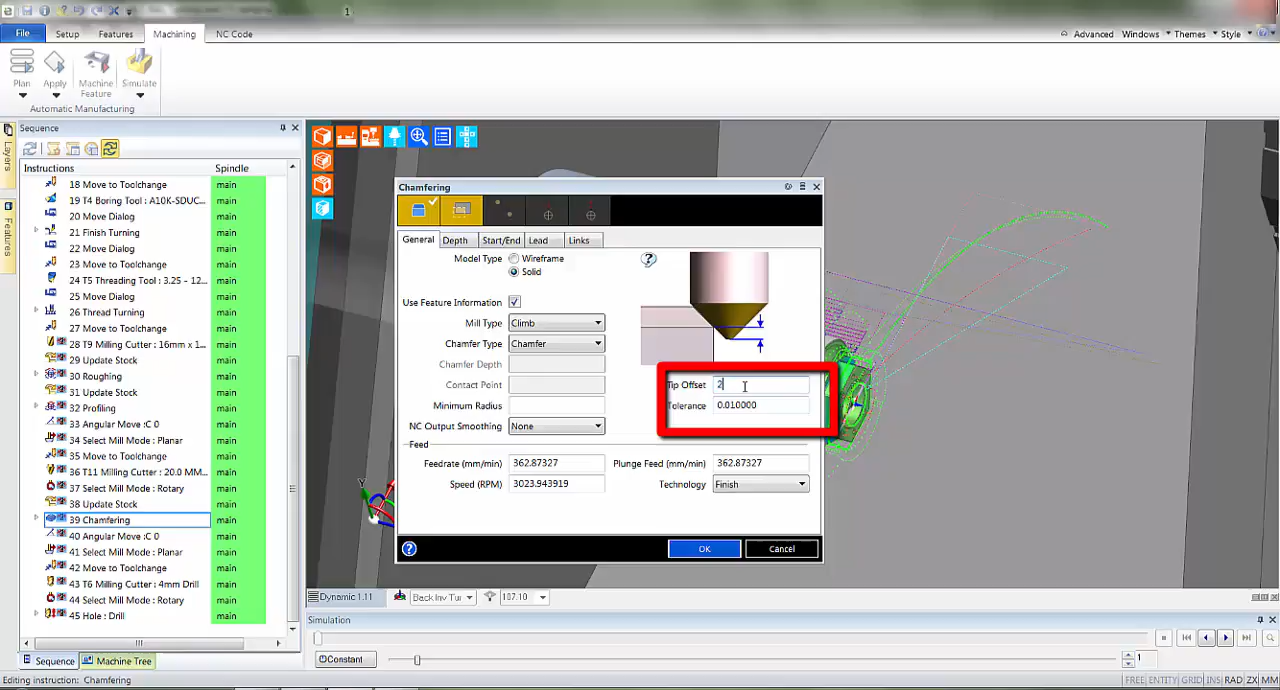 1
File Setup Features Machining NC Code
Advanced Windows Themes Style
Plan Apply Machine Feature Simulate
Automatic Manufacturing
Layers
Features
Sequence
Instructions Spindle
18 Move to Toolchange main
19 T4 Boring Tool : A10K-SDUC... main
20 Move Dialog main
21 Finish Turning main
22 Move Dialog main
23 Move to Toolchange main
24 T5 Threading Tool : 3.25 - 12... main
25 Move Dialog main
26 Thread Turning main
27 Move to Toolchange main
28 T9 Milling Cutter : 16mm x 1... main
29 Update Stock main
30 Roughing main
31 Update Stock main
32 Profiling main
33 Angular Move :C 0 main
34 Select Mill Mode : Planar main
35 Move to Toolchange main
36 T11 Milling Cutter : 20.0 MM... main
37 Select Mill Mode : Rotary main
38 Update Stock main
39 Chamfering main
40 Angular Move :C 0 main
41 Select Mill Mode : Planar main
42 Move to Toolchange main
43 T6 Milling Cutter : 4mm Drill main
44 Select Mill Mode : Rotary main
45 Hole : Drill main
Sequence Machine Tree
Chamfering
General Depth Start/End Lead Links
Model Type Wireframe
Solid
Use Feature Information
Mill Type Climb
Chamfer Type Chamfer
Chamfer Depth
Contact Point
Minimum Radius
NC Output Smoothing None
Tip Offset 2
Tolerance 0.010000
Feed
Feedrate (mm/min) 362.87327 Plunge Feed (mm/min) 362.87327
Speed (RPM) 3023.943919 Technology Finish
OK Cancel
Y
Dynamic 1.11 Back Inv Tur 187.10
Simulation
Constant 1
Editing instruction: Chamfering
FREE ENTITY GRID INS RAD ZX MM